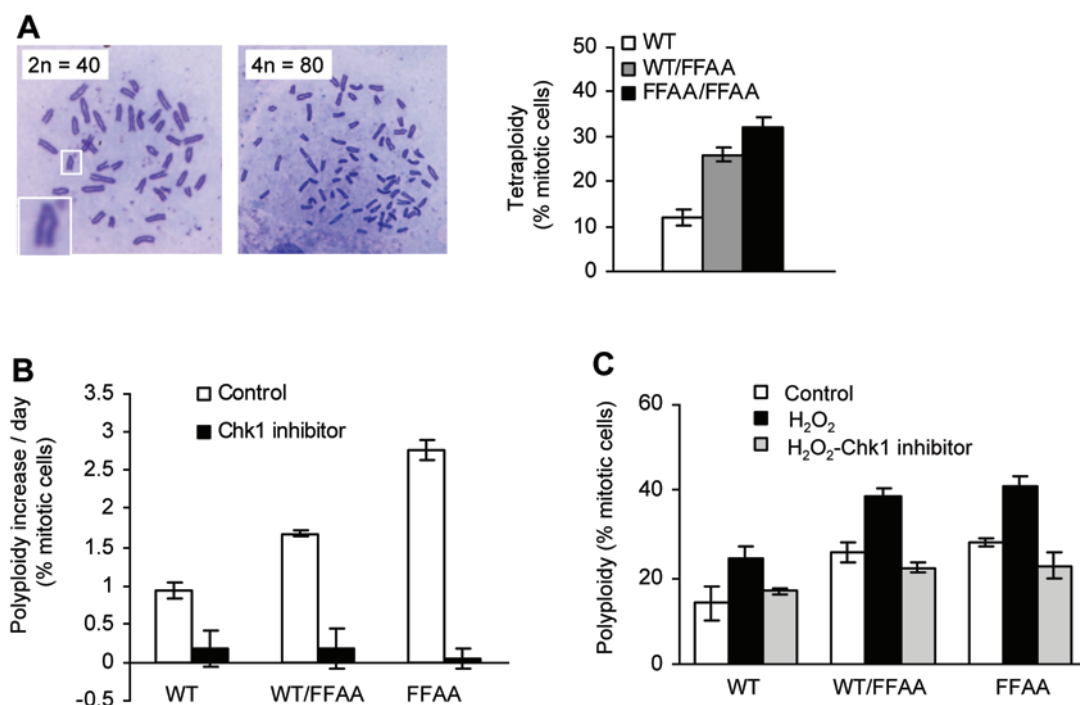 A
2n = 40
4n = 80
Tetraploidy
(% mitotic cells)
50
40
30
20
10
0
WT
WT/FFAA
FFAA/FFAA
B
Polyploidy increase / day
(% mitotic cells)
3.5
3
2.5
2
1.5
1
0.5
0
-0.5
Control
Chk1 inhibitor
WT
WT/FFAA
FFAA
C
Polyploidy (% mitotic cells)
60
40
20
0
Control
H₂O₂
H₂O₂-Chk1 inhibitor
WT
WT/FFAA
FFAA